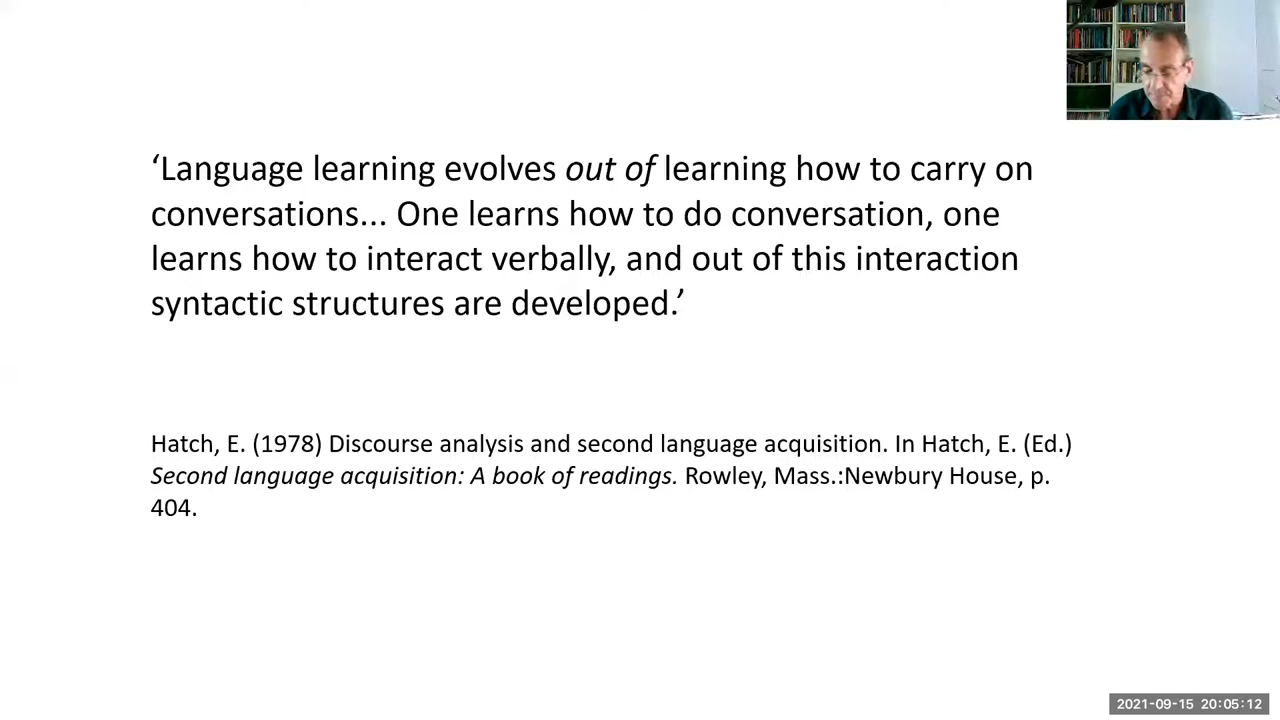 ‘Language learning evolves out of learning how to carry on
conversations... One learns how to do conversation, one
learns how to interact verbally, and out of this interaction
syntactic structures are developed.’
Hatch, E. (1978) Discourse analysis and second language acquisition. In Hatch, E. (Ed.)
Second language acquisition: A book of readings. Rowley, Mass.:Newbury House, p.
404.
2021-09-15 20:05:12